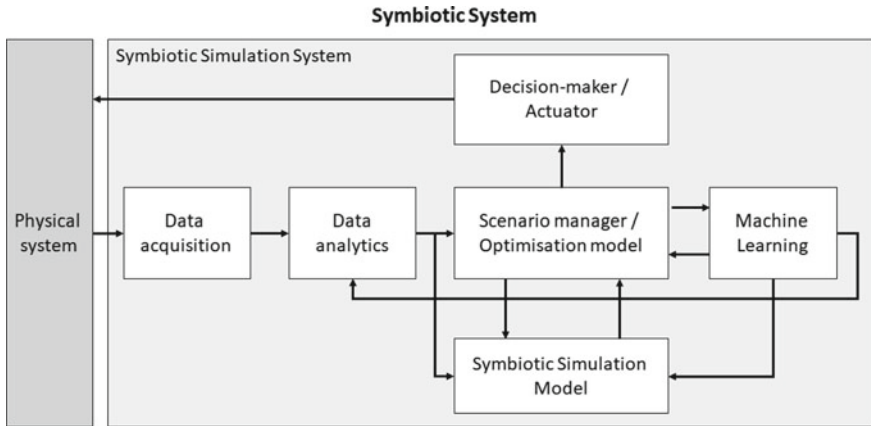 Symbiotic System
Symbiotic Simulation System
Decision-maker /
Actuator
Physical
system
Data
acquisition
Data
analytics
Scenario manager /
Optimisation model
Machine
Learning
Symbiotic Simulation
Model